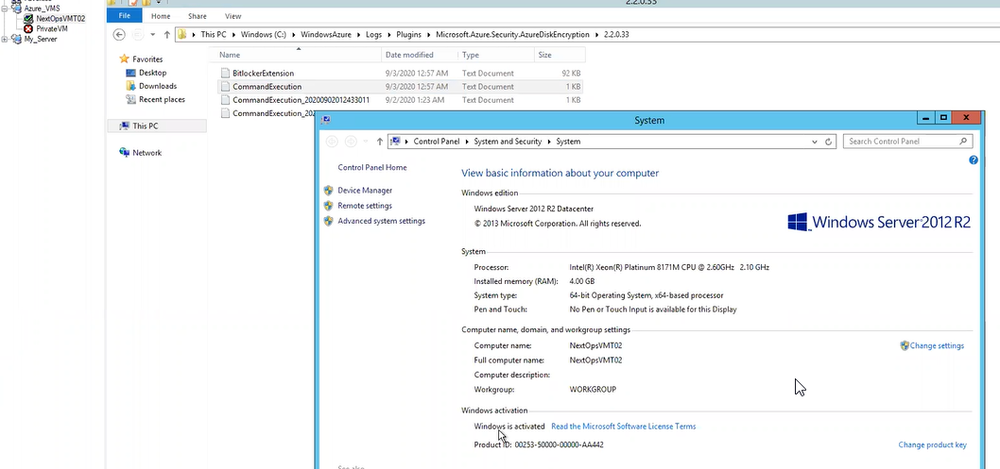 Azure_VMS
NextOpsVMT02
PrivateVM
My_Server
2.2.0.33
File Home Share View
This PC Windows (C:) WindowsAzure Logs Plugins Microsoft.Azure.Security.AzureDiskEncryption 2.2.0.33
Name Date modified Type Size
Favorites
Desktop
Downloads
Recent places
This PC
Network
BitlockerExtension 9/3/2020 12:57 AM Text Document 92 KB
CommandExecution 9/3/2020 12:57 AM Text Document 1 KB
CommandExecution_20200902012433011 9/2/2020 1:23 AM Text Document 1 KB
System
Control Panel System and Security System
Search Control Panel
Control Panel Home
Device Manager
Remote settings
Advanced system settings
View basic information about your computer
Windows edition
Windows Server 2012 R2 Datacenter
© 2013 Microsoft Corporation. All rights reserved.
Windows Server 2012 R2
System
Processor: Intel(R) Xeon(R) Platinum 8171M CPU @ 2.60GHz 2.10 GHz
Installed memory (RAM): 4.00 GB
System type: 64-bit Operating System, x64-based processor
Pen and Touch: No Pen or Touch Input is available for this Display
Computer name, domain, and workgroup settings
Computer name: NextOpsVMT02
Change settings
Full computer name: NextOpsVMT02
Computer description:
Workgroup: WORKGROUP
Windows activation
Windows is activated Read the Microsoft Software License Terms
Product ID: 00253-50000-00000-AA442
Change product key